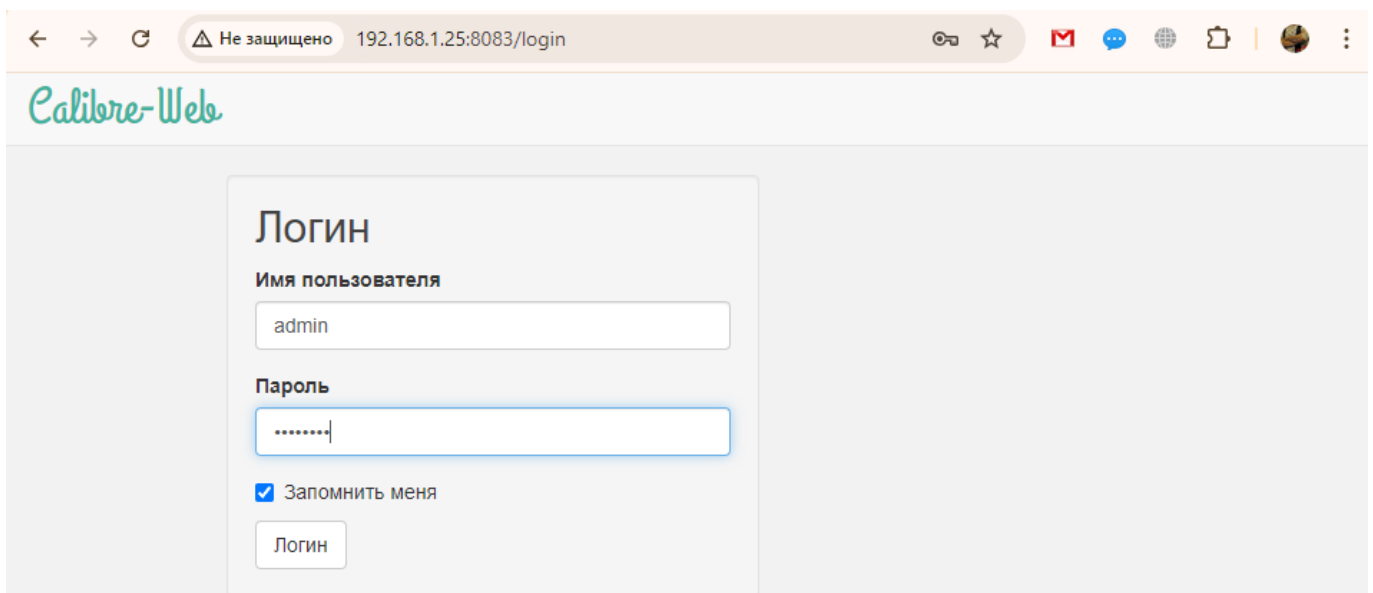 Не защищено 192.168.1.25:8083/login
Calibre-Web
Логин
Имя пользователя
admin
Пароль
••••••••
Запомнить меня
Логин